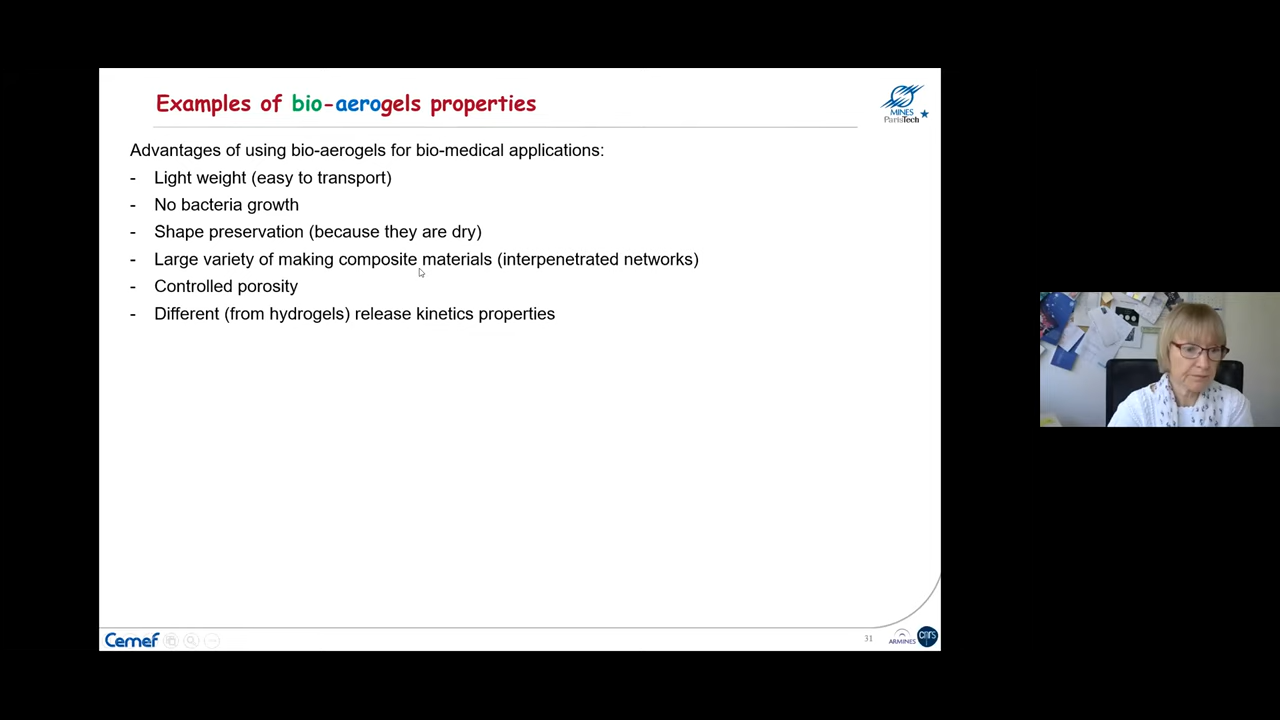 Examples of bio-aerogels properties
MINES
ParisTech
Advantages of using bio-aerogels for bio-medical applications:
- Light weight (easy to transport)
- No bacteria growth
- Shape preservation (because they are dry)
- Large variety of making composite materials (interpenetrated networks)
- Controlled porosity
- Different (from hydrogels) release kinetics properties
Cemef
31
ARMINES
cnrs